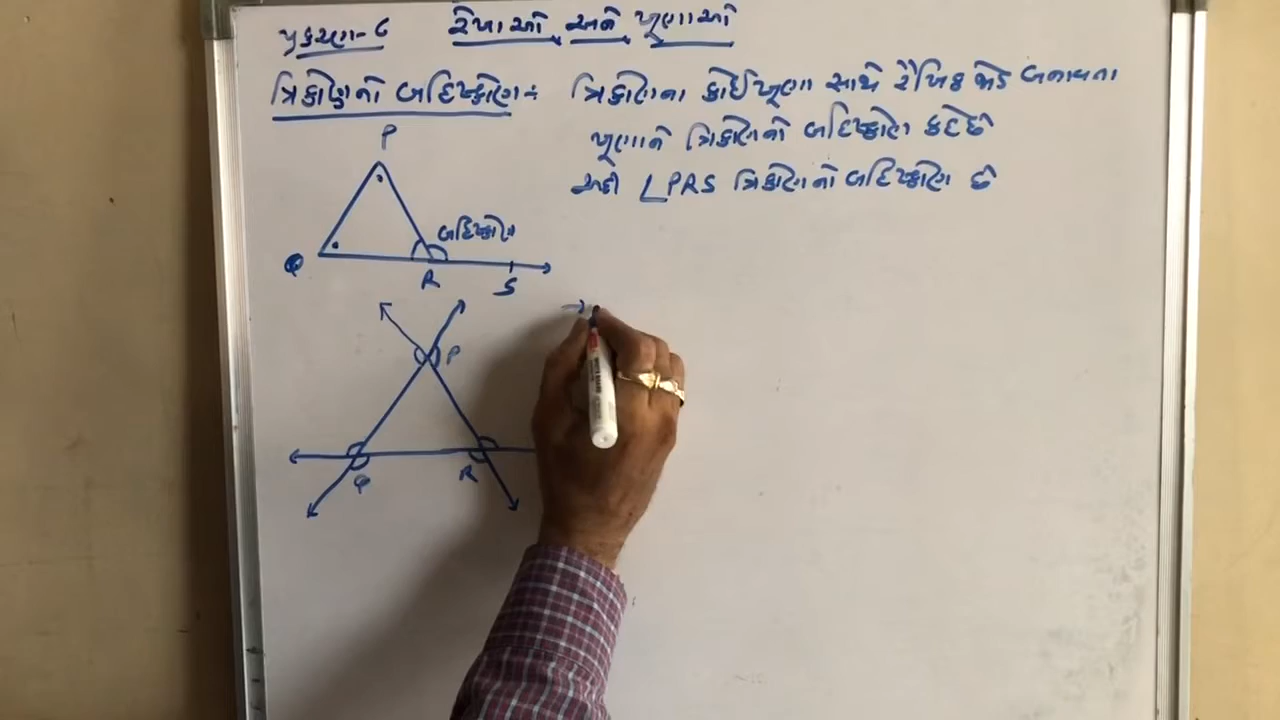 પ્રકરણ-6 રેખાઓ અને ખૂણાઓ
ત્રિકોણનો બહિષ્કોણ :- ત્રિકોણના કોઈ ખૂણા સાથે રૈખિક જોડ બનાવતા
ખૂણાને ત્રિકોણનો બહિષ્કોણ કહે છે
અહીં ∠PRS ત્રિકોણનો બહિષ્કોણ છે
P
બહિષ્કોણ
Q R S
P
Q R
→